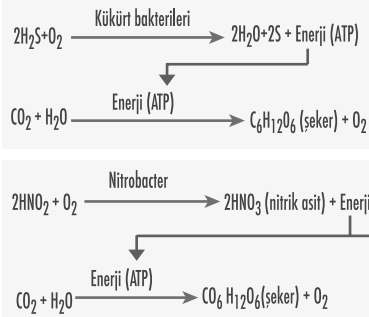 Kükürt bakterileri
2H₂S+O₂ 2H₂O+2S + Enerji (ATP)
Enerji (ATP)
CO₂ + H₂O C₆H₁₂O₆ (şeker) + O₂
Nitrobacter
2HNO₂ + O₂ 2HNO₃ (nitrik asit) + Enerji
Enerji (ATP)
CO₂ + H₂O CO₆ H₁₂O₆(şeker) + O₂